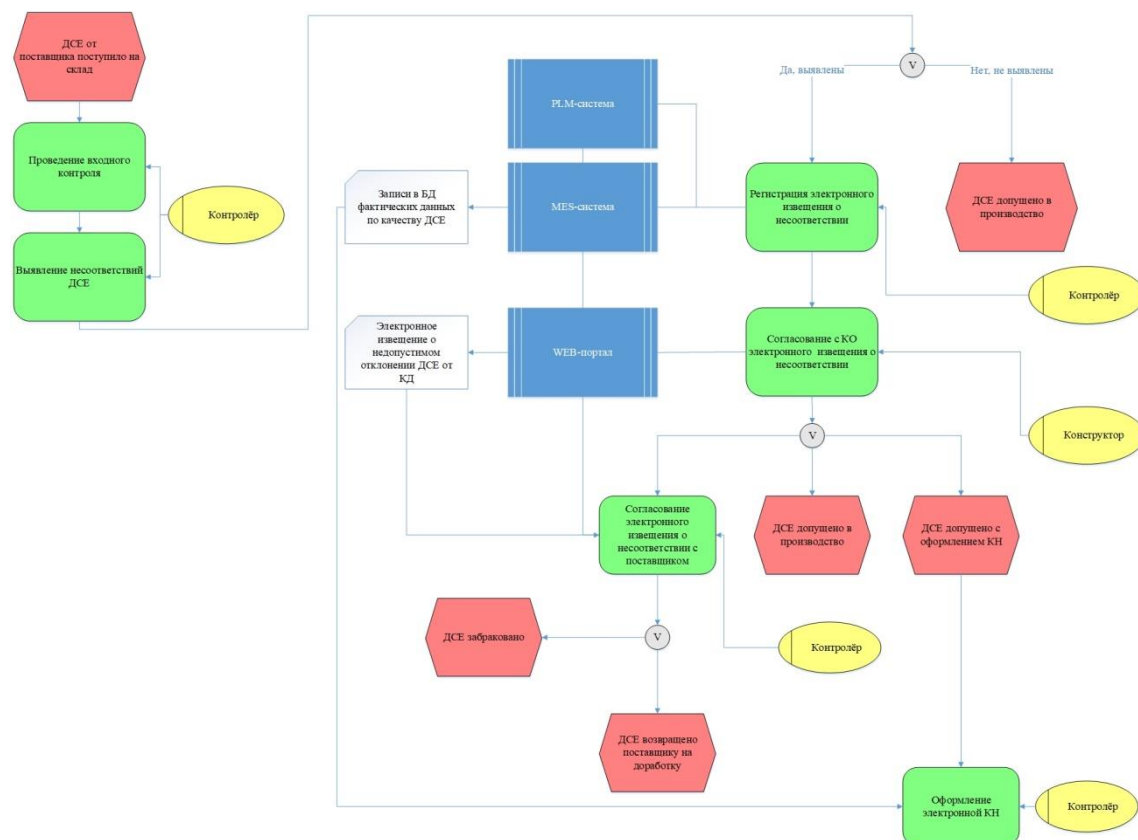 ДСЕ от
поставщика поступило на
склад
V
Да, выявлены
Нет, не выявлены
PLM-система
Проведение входного
контроля
Контролёр
Записи в БД
фактических данных
по качеству ДСЕ
MES-система
Регистрация электронного
извещения о
несоответствии
ДСЕ допущено в
производство
Выявление несоответствий
ДСЕ
Контролёр
Электронное
извещение о
недопустимом
отклонении ДСЕ от
КД
WEB-портал
Согласование с КО
электронного извещения о
несоответствии
V
Конструктор
Согласование
электронного
извещения о
несоответствии с
поставщиком
ДСЕ допущено в
производство
ДСЕ допущено с
оформлением КН
ДСЕ забраковано
V
Контролёр
ДСЕ возвращено
поставщику на
доработку
Оформление
электронной КН
Контролёр